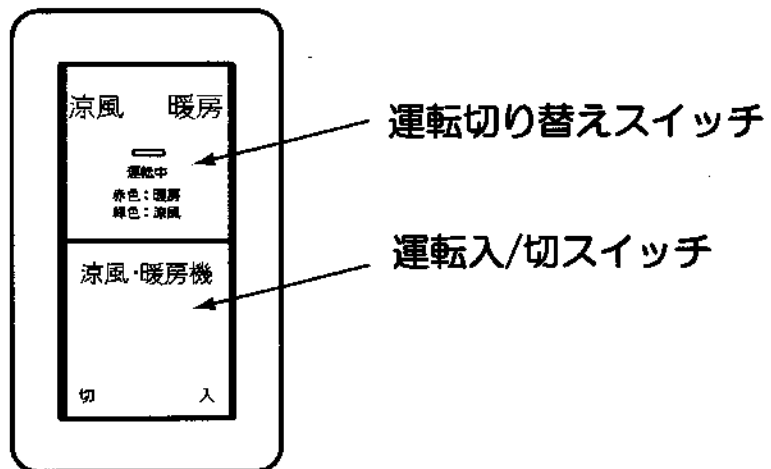 涼風 暖房
運転中
赤色：暖房
緑色：涼風
涼風・暖房機
切 入
運転切り替えスイッチ
運転入/切スイッチ